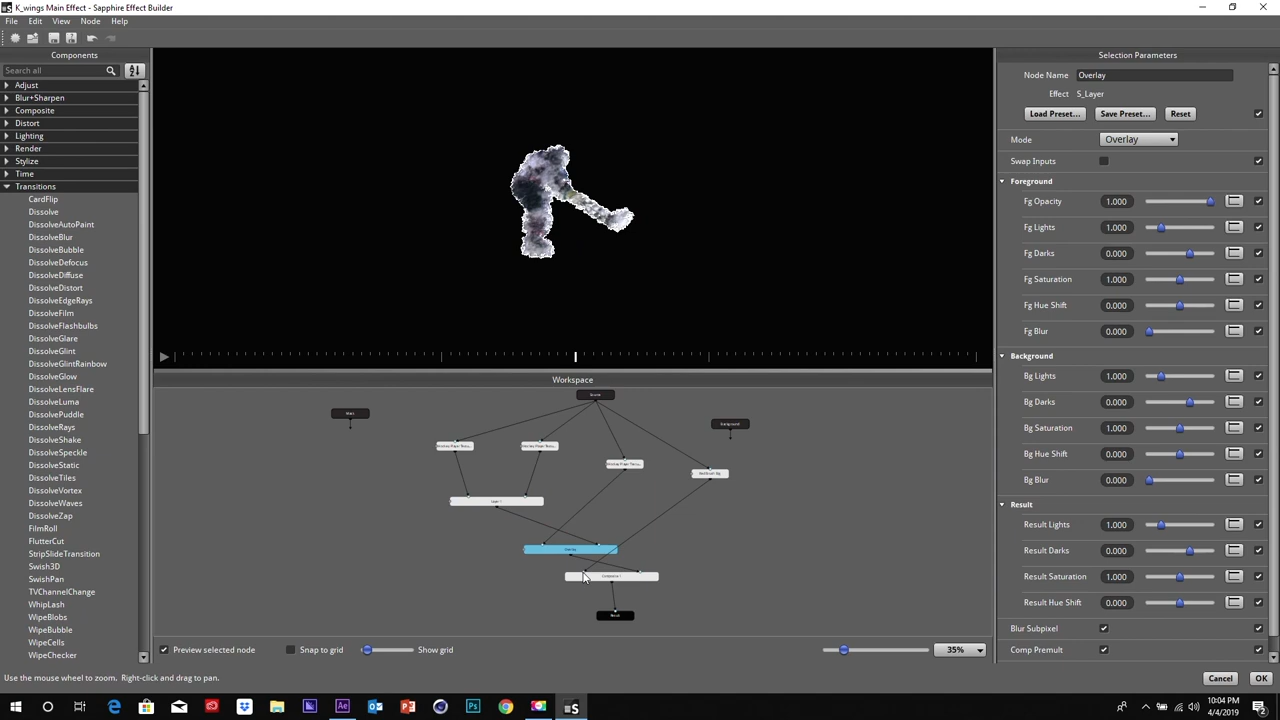 K_wings Main Effect - Sapphire Effect Builder
File Edit View Node Help
Components
Search all
Adjust
Blur+Sharpen
Composite
Distort
Lighting
Render
Stylize
Time
Transitions
CardFlip
Dissolve
DissolveAutoPaint
DissolveBlur
DissolveBubble
DissolveDefocus
DissolveDiffuse
DissolveDistort
DissolveEdgeRays
DissolveFilm
DissolveFlashbulbs
DissolveGlare
DissolveGlint
DissolveGlintRainbow
DissolveGlow
DissolveLensFlare
DissolveLuma
DissolvePuddle
DissolveRays
DissolveShake
DissolveSpeckle
DissolveStatic
DissolveTiles
DissolveVortex
DissolveWaves
DissolveZap
FilmRoll
FlutterCut
StripSlideTransition
Swish3D
SwishPan
TVChannelChange
WhipLash
WipeBlobs
WipeBubble
WipeCells
WipeChecker
Workspace
Source
Background
Overlay
Result
Preview selected node
Snap to grid
Show grid
35%
Selection Parameters
Node Name Overlay
Effect S_Layer
Load Preset... Save Preset... Reset
Mode Overlay
Swap Inputs
Foreground
Fg Opacity 1.000
Fg Lights 1.000
Fg Darks 0.000
Fg Saturation 1.000
Fg Hue Shift 0.000
Fg Blur 0.000
Background
Bg Lights 1.000
Bg Darks 0.000
Bg Saturation 1.000
Bg Hue Shift 0.000
Bg Blur 0.000
Result
Result Lights 1.000
Result Darks 0.000
Result Saturation 1.000
Result Hue Shift 0.000
Blur Subpixel
Comp Premult
Use the mouse wheel to zoom. Right-click and drag to pan.
Cancel OK
10:04 PM
4/4/2019